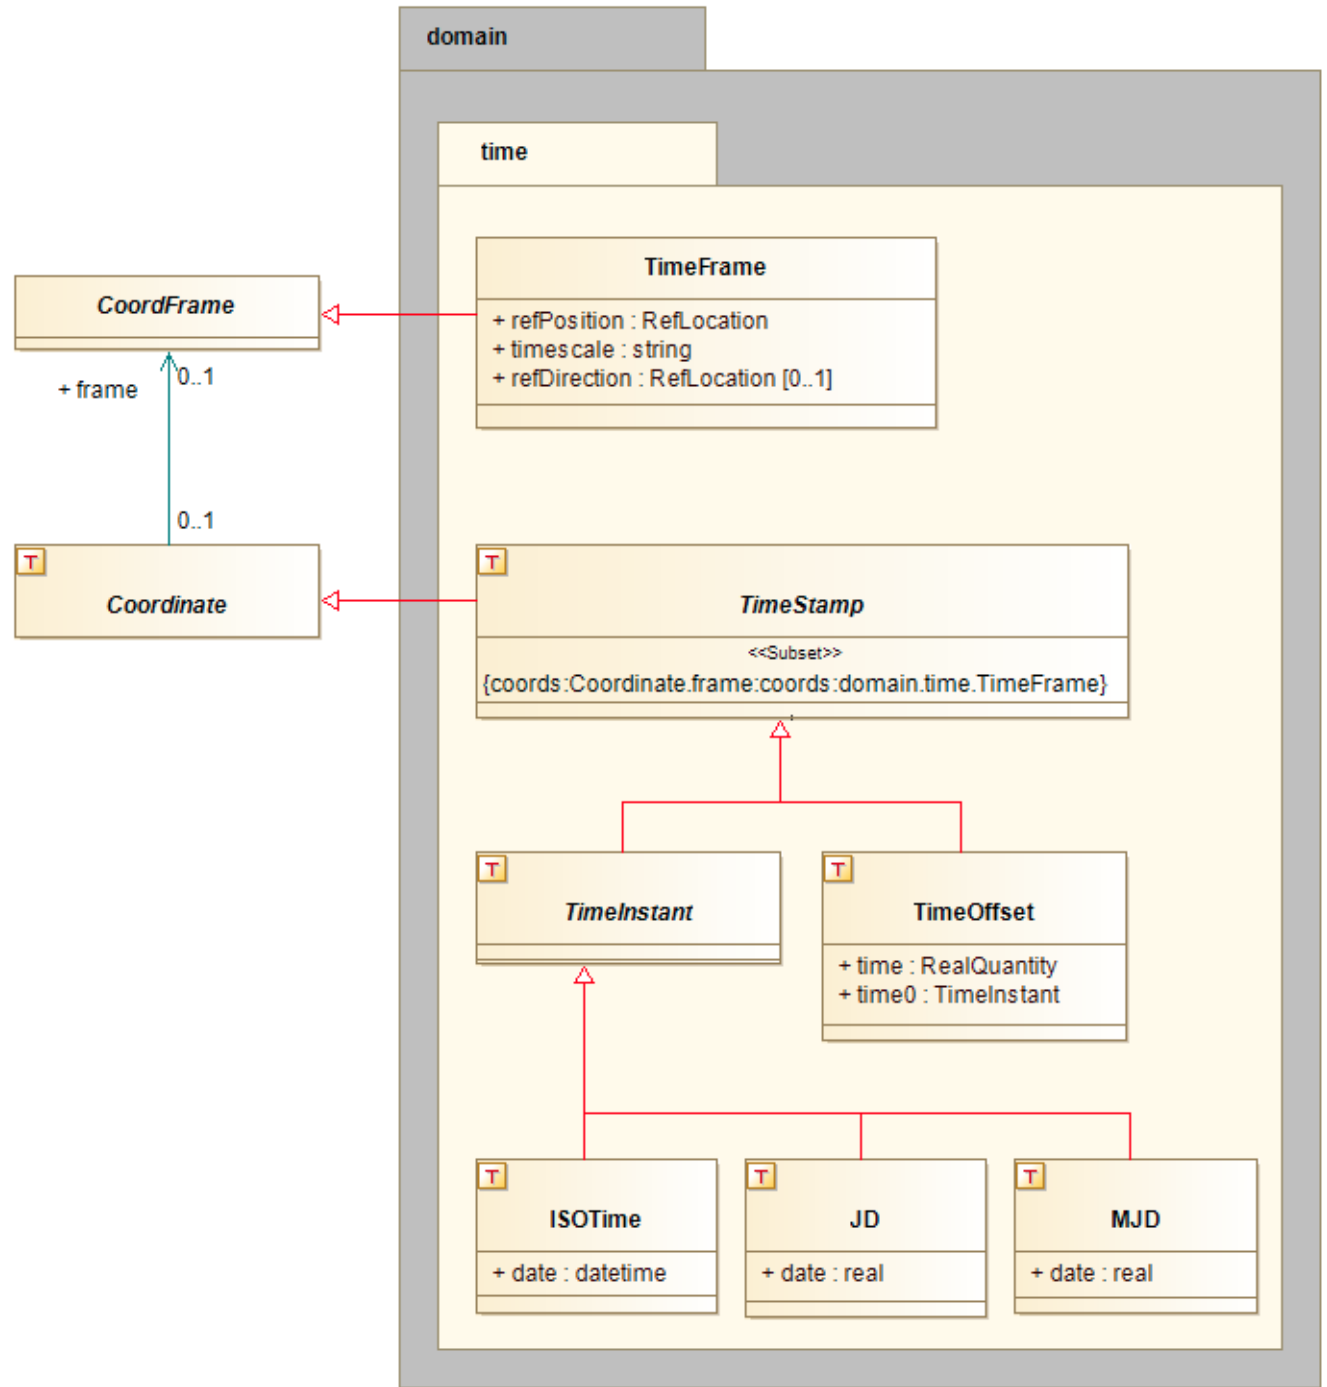 domain
time
TimeFrame
+ refPosition : RefLocation
+ timescale : string
+ refDirection : RefLocation [0..1]
CoordFrame
0..1
+ frame
0..1
T
Coordinate
T
TimeStamp
<<Subset>>
{coords:Coordinate.frame:coords:domain.time.TimeFrame}
T
TimeInstant
T
TimeOffset
+ time : RealQuantity
+ time0 : TimeInstant
T
ISOTime
+ date : datetime
T
JD
+ date : real
T
MJD
+ date : real